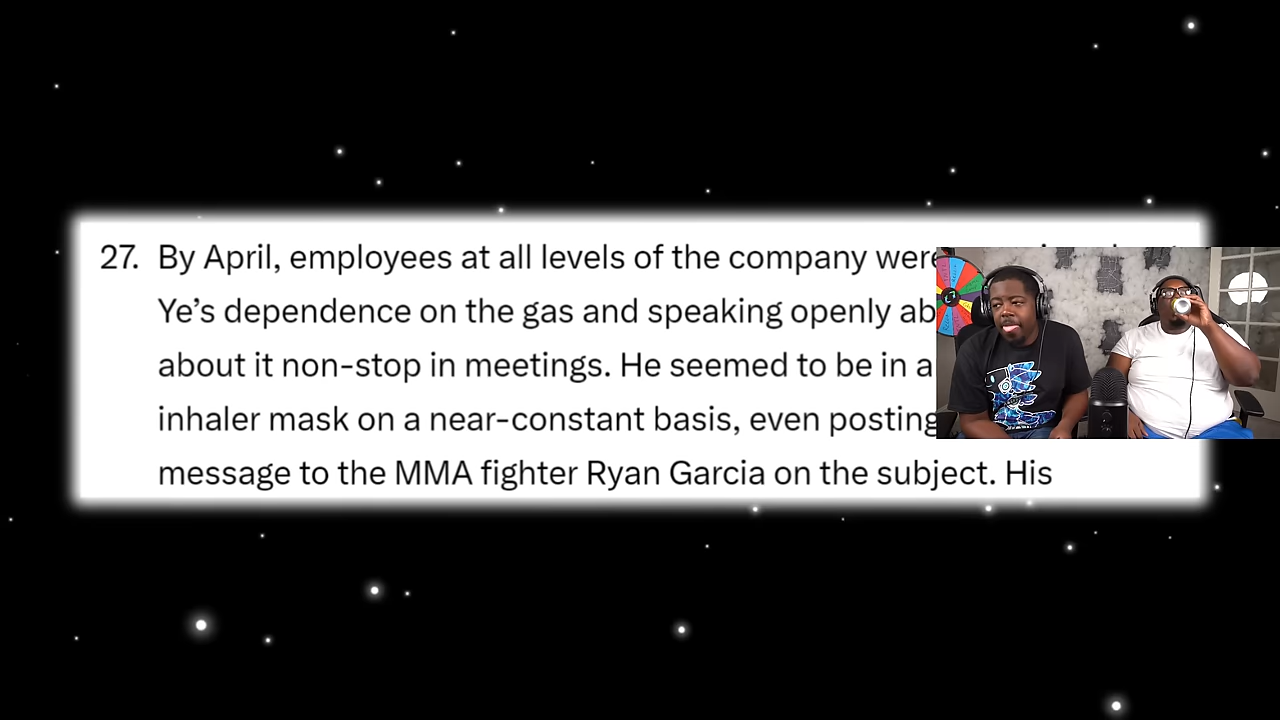 27. By April, employees at all levels of the company were
Ye’s dependence on the gas and speaking openly
about it non-stop in meetings. He seemed to be in a
inhaler mask on a near-constant basis, even posting
message to the MMA fighter Ryan Garcia on the subject. His